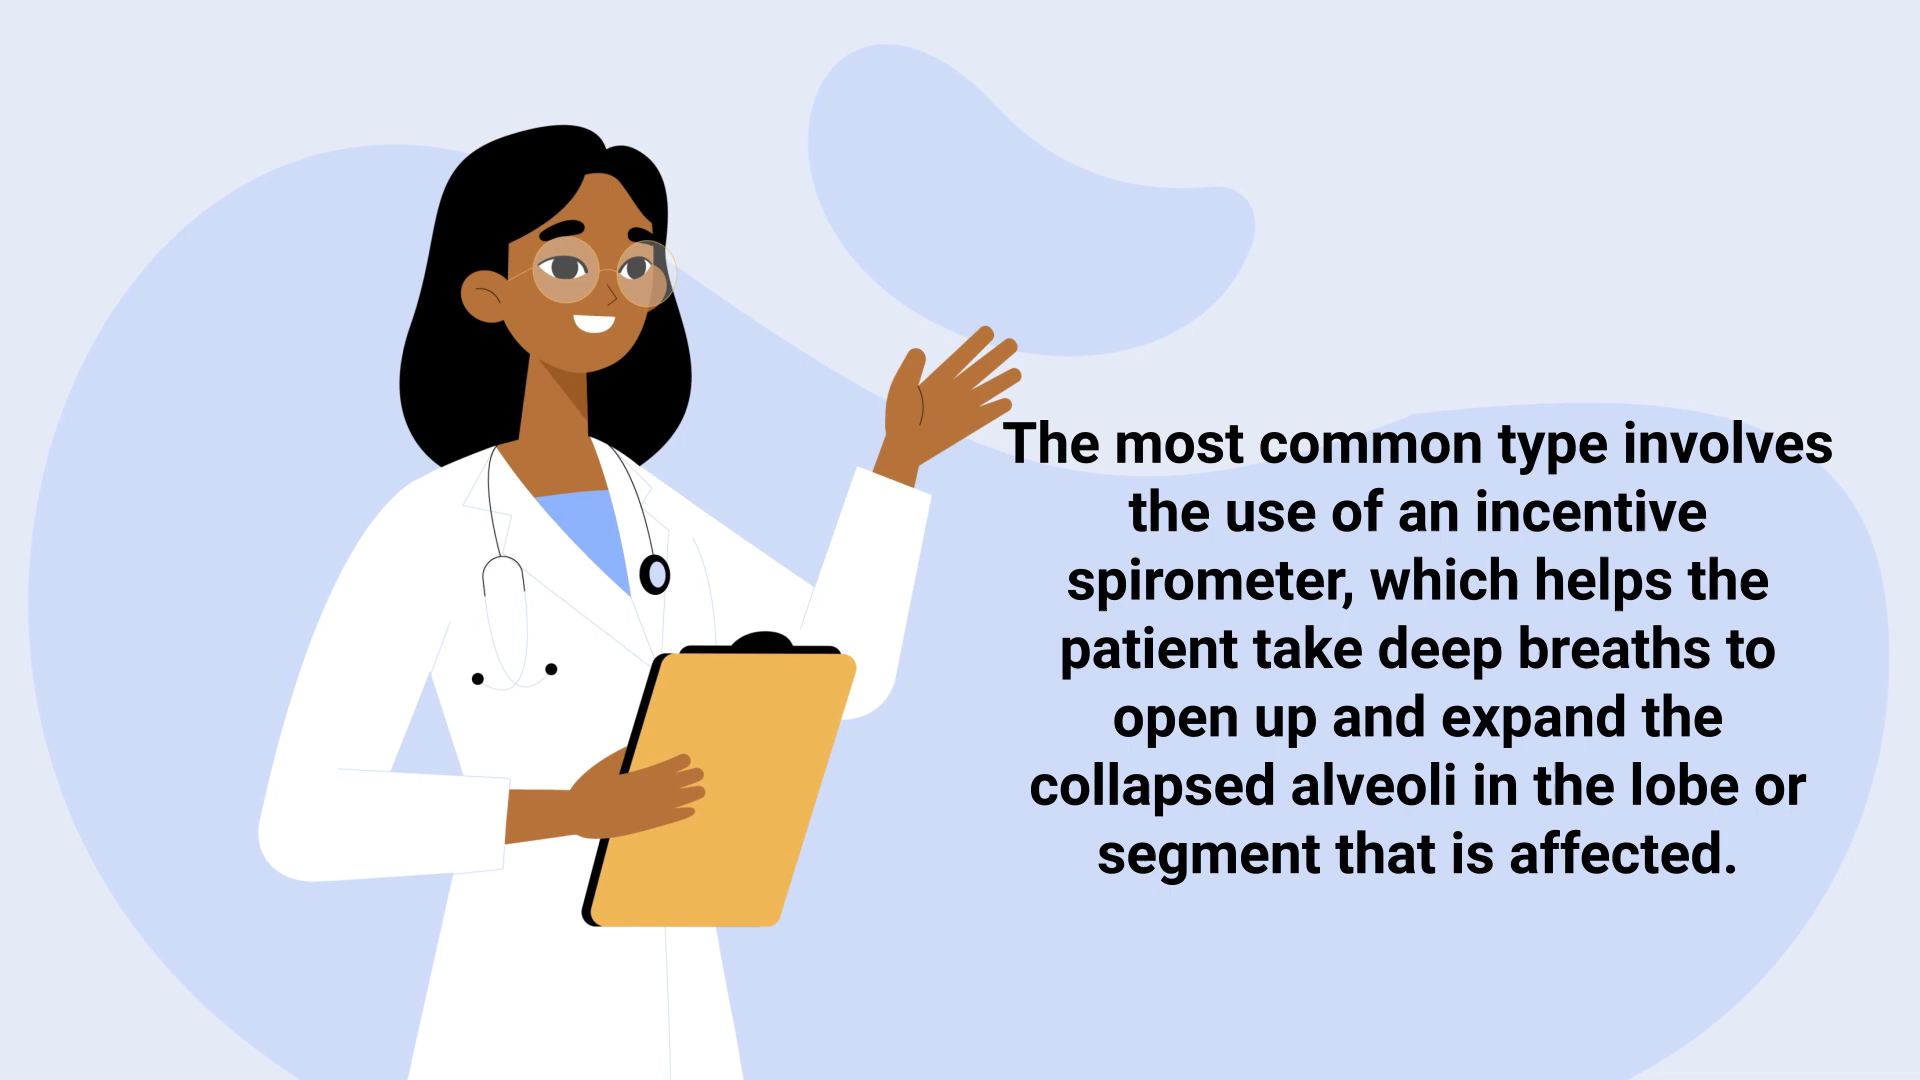 The most common type involves
the use of an incentive
spirometer, which helps the
patient take deep breaths to
open up and expand the
collapsed alveoli in the lobe or
segment that is affected.